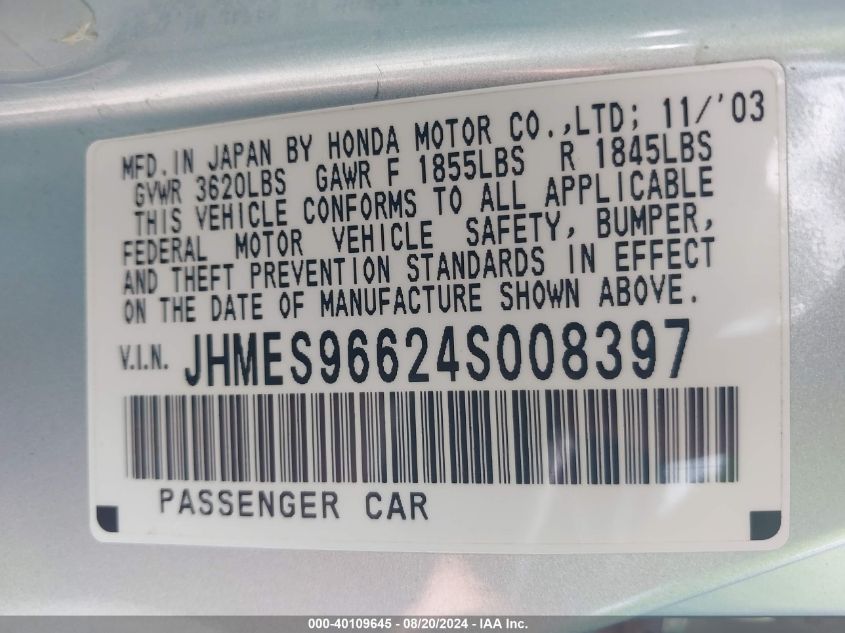 MFD.IN JAPAN BY HONDA MOTOR CO.,LTD; 11/'03
GVWR 3620LBS GAWR F 1855LBS R 1845LBS
THIS VEHICLE CONFORMS TO ALL APPLICABLE
FEDERAL MOTOR VEHICLE SAFETY, BUMPER,
AND THEFT PREVENTION STANDARDS IN EFFECT
ON THE DATE OF MANUFACTURE SHOWN ABOVE.
V.I.N. JHMES96624S008397
PASSENGER CAR
000-40109645 - 08/20/2024 - IAA Inc.